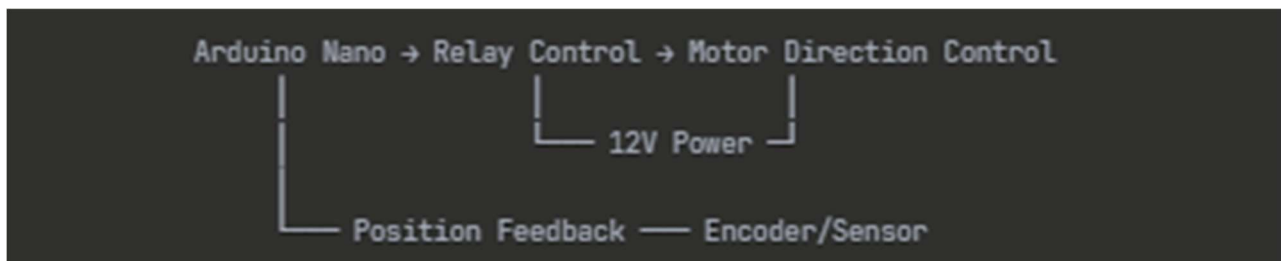 Arduino Nano → Relay Control → Motor Direction Control
12V Power
Position Feedback Encoder/Sensor